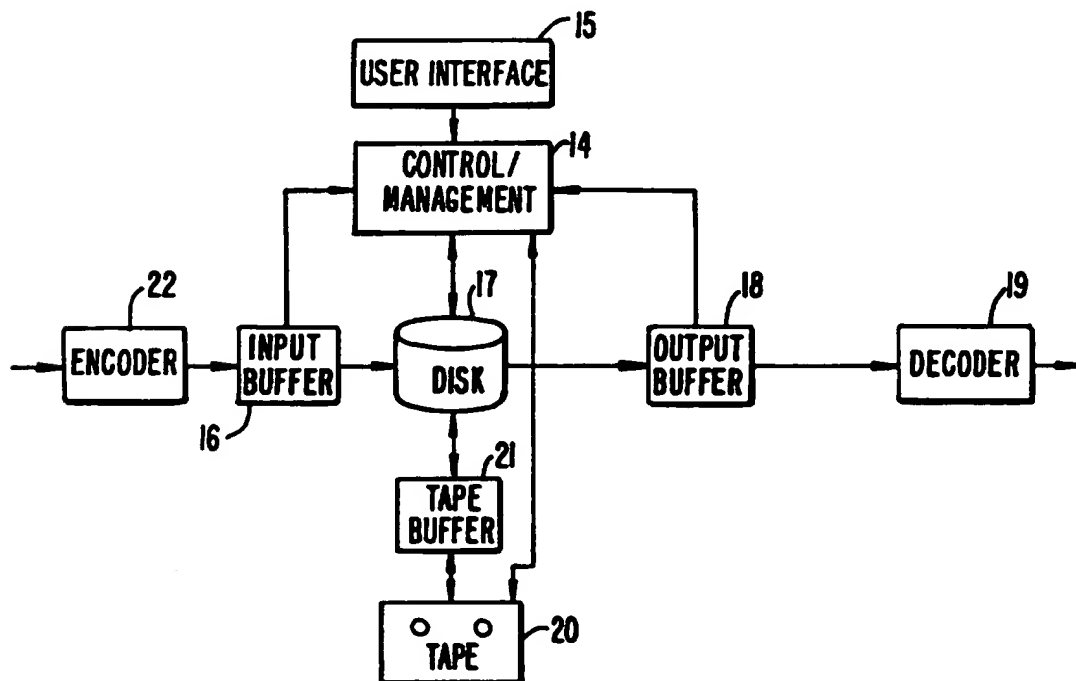 15
USER INTERFACE
14
CONTROL/
MANAGEMENT
22
ENCODER
INPUT
BUFFER
16
17
DISK
18
OUTPUT
BUFFER
19
DECODER
21
TAPE
BUFFER
20
TAPE